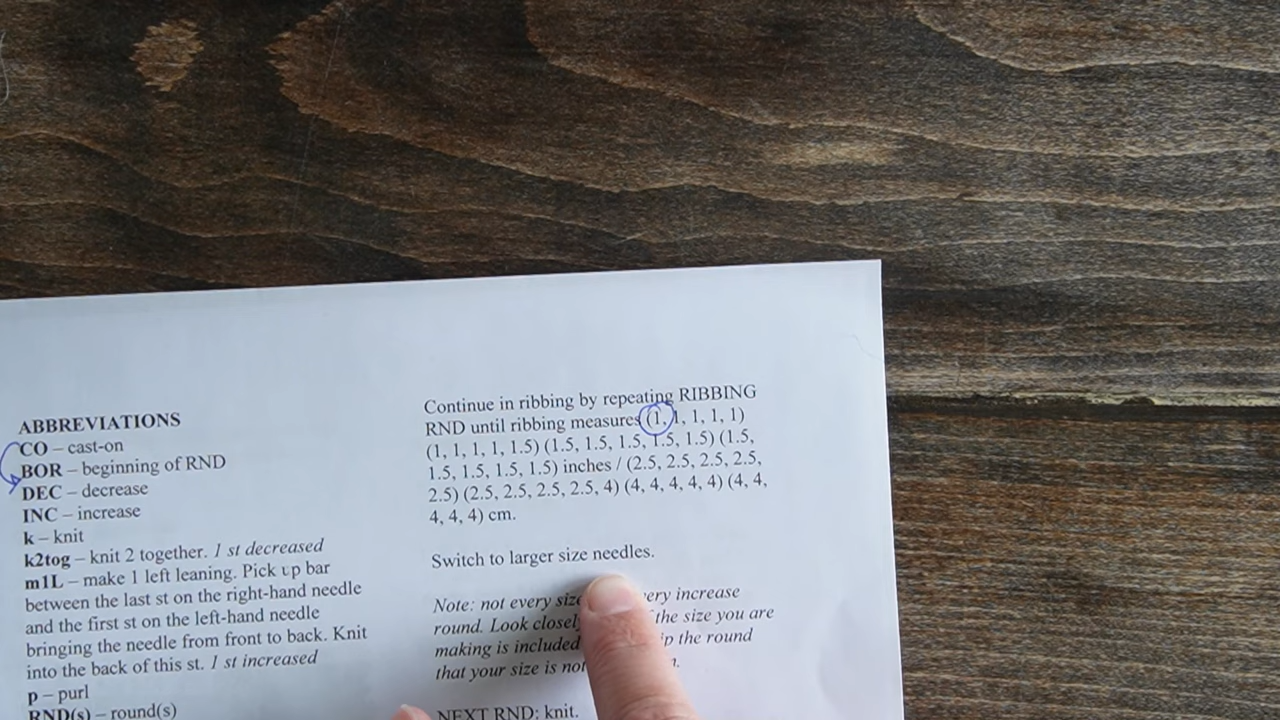 ABBREVIATIONS
CO – cast-on
BOR – beginning of RND
DEC – decrease
INC – increase
k – knit
k2tog – knit 2 together. 1 st decreased
m1L – make 1 left leaning. Pick up bar
between the last st on the right-hand needle
and the first st on the left-hand needle
bringing the needle from front to back. Knit
into the back of this st. 1 st increased
p – purl
RND(s) – round(s)
Continue in ribbing by repeating RIBBING
RND until ribbing measures (1, 1, 1, 1, 1)
(1, 1, 1, 1, 1.5) (1.5, 1.5, 1.5, 1.5, 1.5) (1.5,
1.5, 1.5, 1.5, 1.5) inches / (2.5, 2.5, 2.5, 2.5,
2.5) (2.5, 2.5, 2.5, 2.5, 4) (4, 4, 4, 4, 4) (4, 4,
4, 4, 4) cm.
Switch to larger size needles.
Note: not every increase
round. Look closely the size you are
making is included the round
that your size is not
NEXT RND: knit.